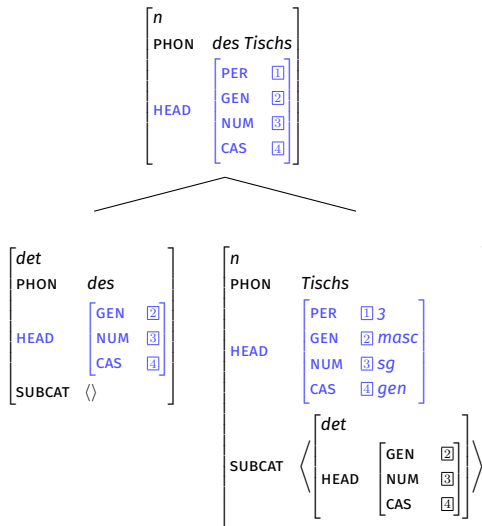 n
PHON des Tischs
HEAD PER 1
GEN 2
NUM 3
CAS 4
det
PHON des
HEAD GEN 2
NUM 3
CAS 4
SUBCAT ⟨⟩
n
PHON Tischs
HEAD PER 1 3
GEN 2 masc
NUM 3 sg
CAS 4 gen
SUBCAT ⟨ det
HEAD GEN 2
NUM 3
CAS 4 ⟩